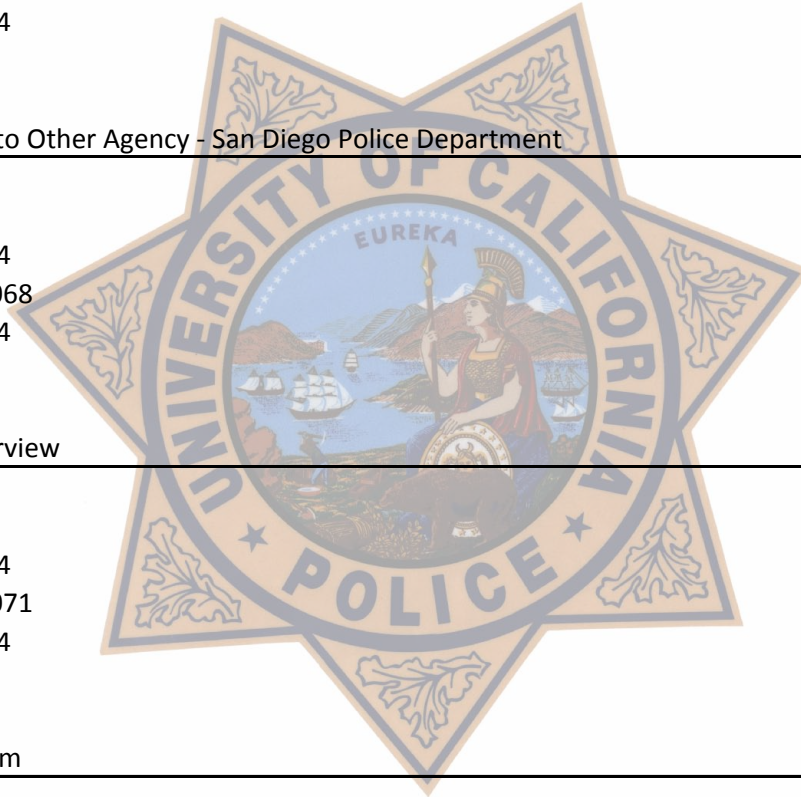 4
to Other Agency - San Diego Police Department
UNIVERSITY OF CALIFORNIA
EUREKA
4
068
4
rview
4
071
4
POLICE
m